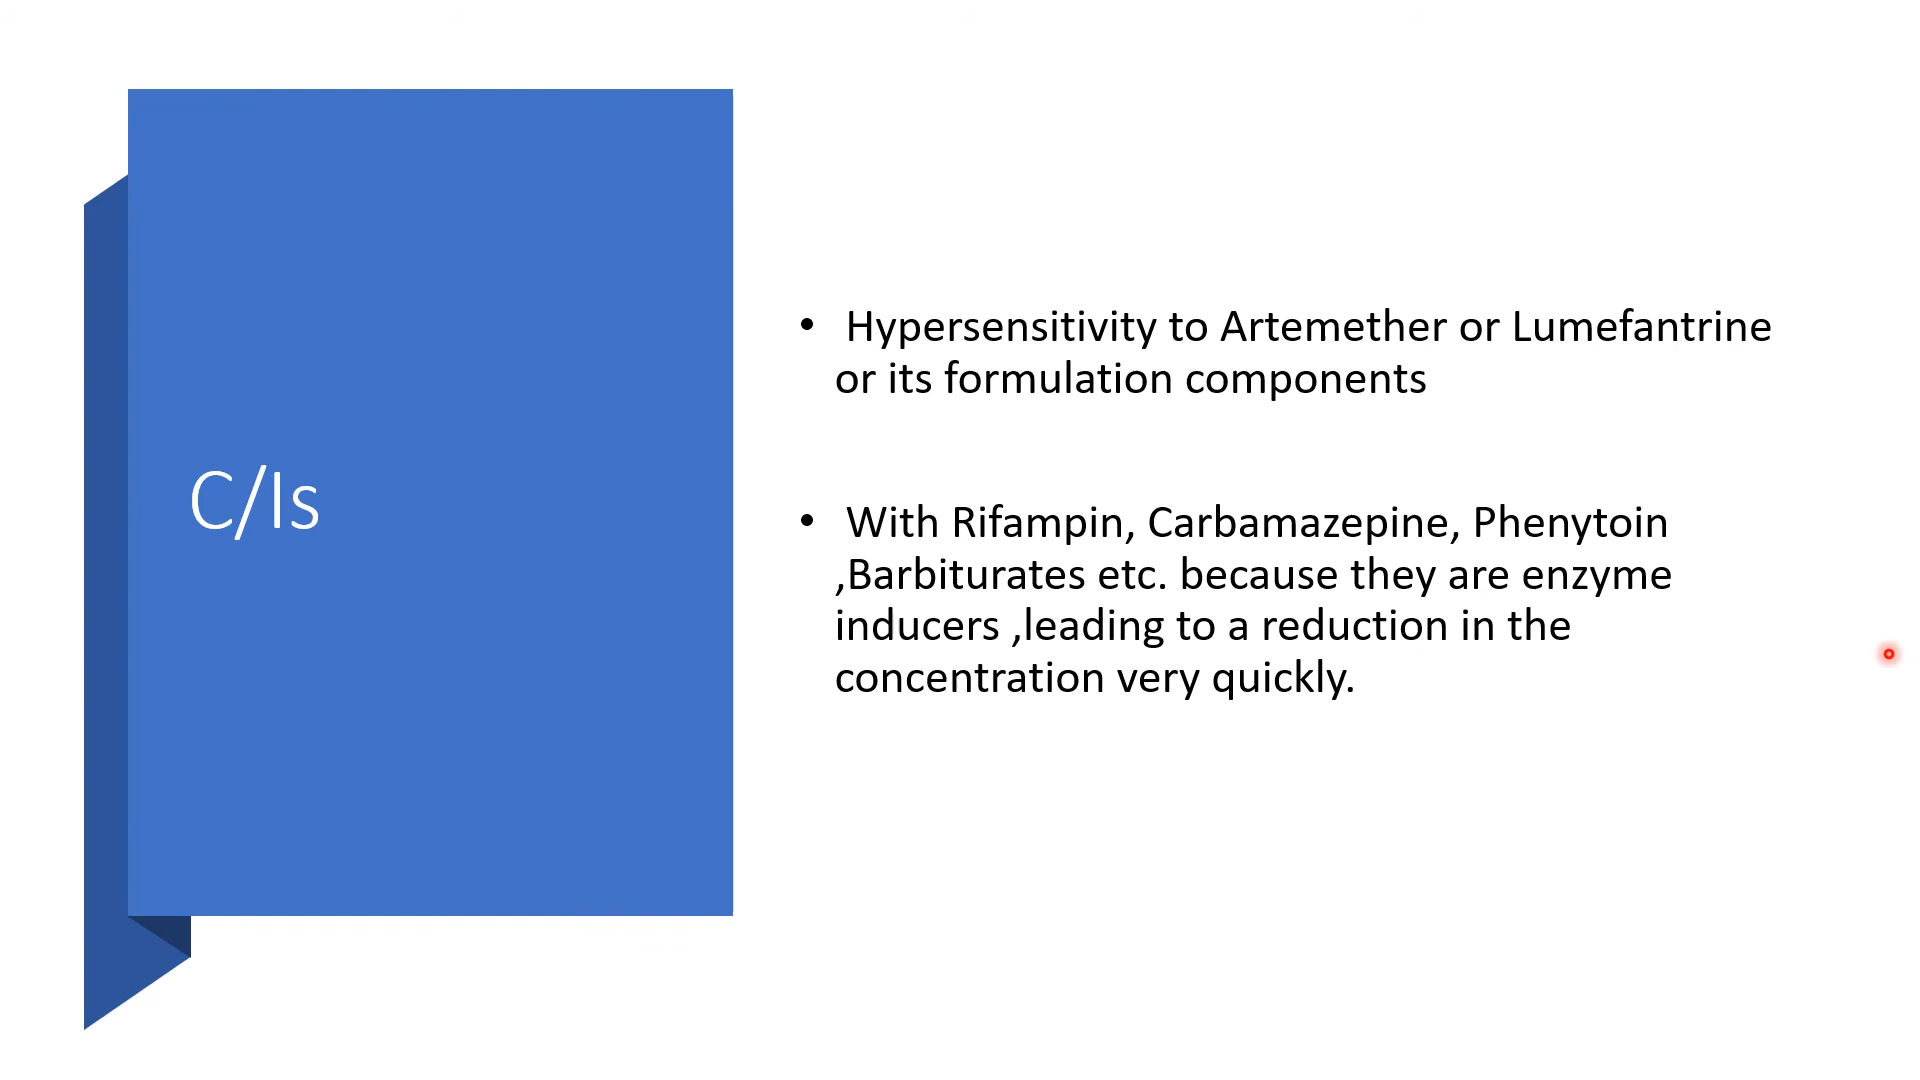 C/Is
• Hypersensitivity to Artemether or Lumefantrine
or its formulation components
• With Rifampin, Carbamazepine, Phenytoin
,Barbiturates etc. because they are enzyme
inducers ,leading to a reduction in the
concentration very quickly.